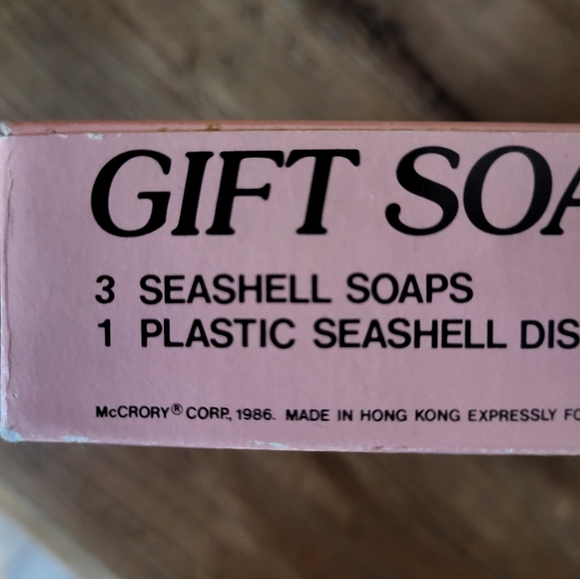 GIFT SOA
3 SEASHELL SOAPS
1 PLASTIC SEASHELL DIS
McCRORY® CORP., 1986. MADE IN HONG KONG EXPRESSLY FO